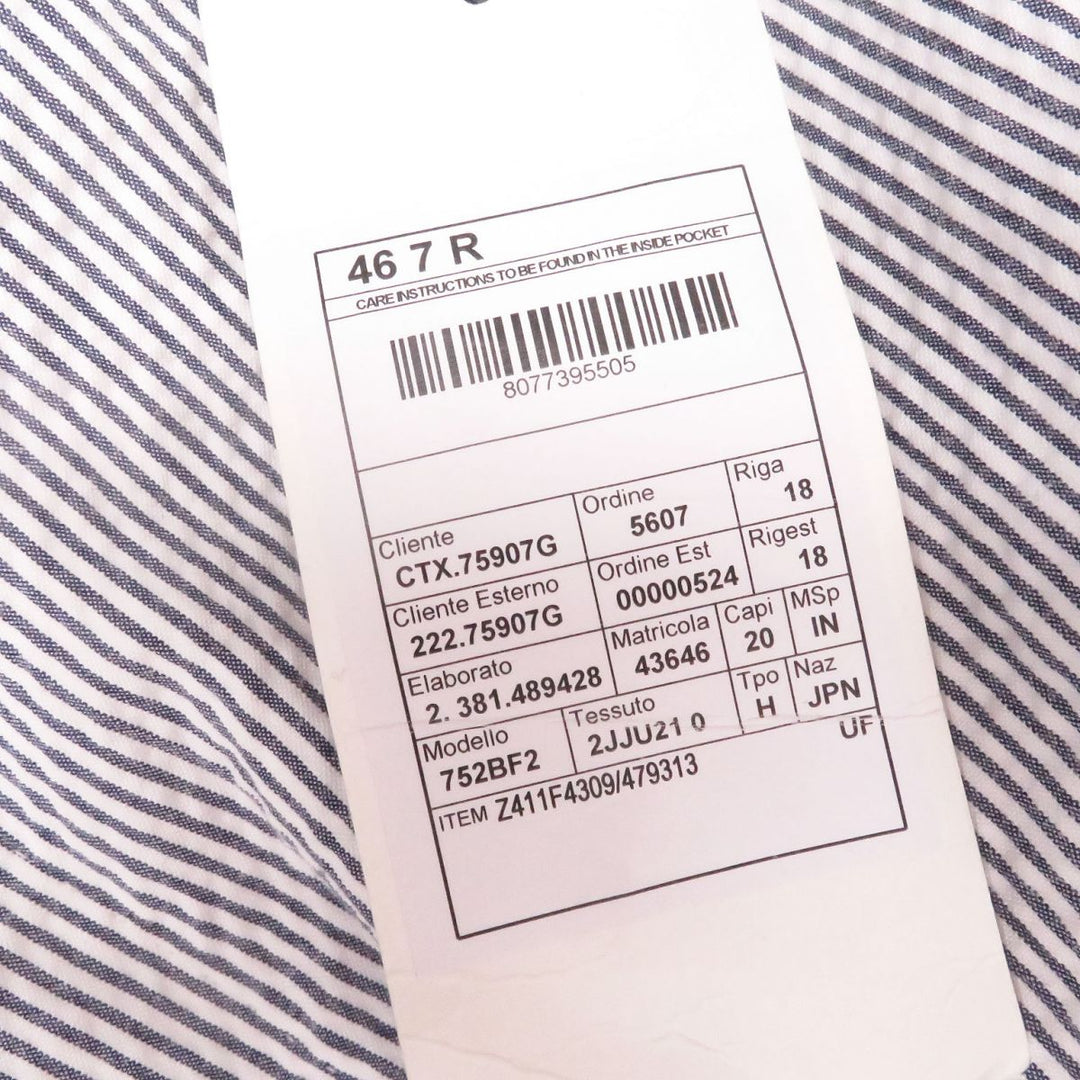 46 7 R
CARE INSTRUCTIONS TO BE FOUND IN THE INSIDE POCKET
8077395505
Cliente Ordine Riga
CTX.75907G 5607 18
Cliente Esterno Ordine Est Rigest
222.75907G 00000524 18
Elaborato Matricola Capi MSp
2. 381.489428 43646 20 IN
Modello Tessuto Tpo Naz
752BF2 2JJU21 0 H JPN
ITEM Z411F4309/479313 UF